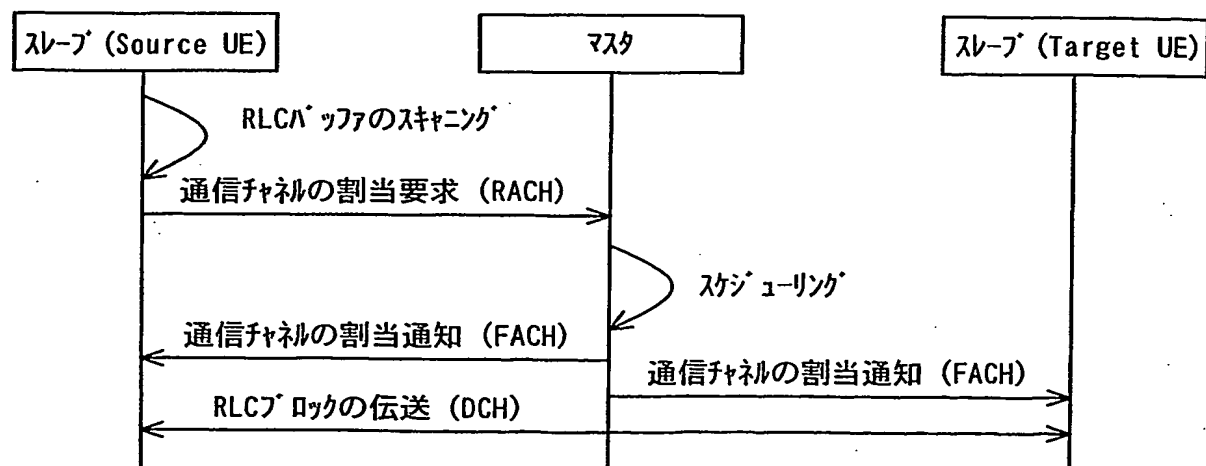 ｽﾚｰﾌﾞ (Source UE)
ﾏｽﾀ
ｽﾚｰﾌﾞ (Target UE)
RLCﾊﾞｯﾌｧのｽｷｬﾆﾝｸﾞ
通信ﾁｬﾈﾙの割当要求 (RACH)
ｽｹｼﾞｭｰﾘﾝｸﾞ
通信ﾁｬﾈﾙの割当通知 (FACH)
通信ﾁｬﾈﾙの割当通知 (FACH)
RLCﾌﾞﾛｯｸの伝送 (DCH)